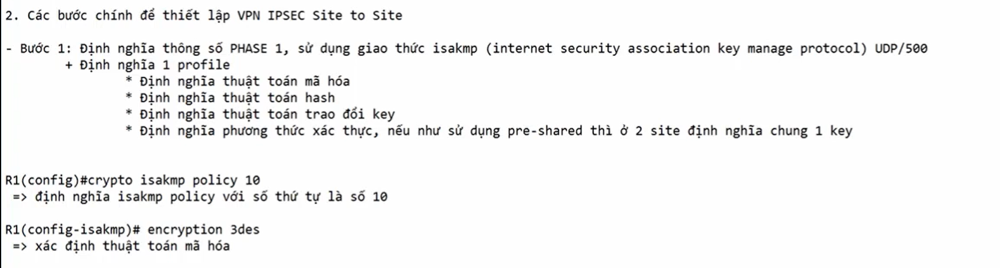 2. Các bước chính để thiết lập VPN IPSEC Site to Site
- Bước 1: Định nghĩa thông số PHASE 1, sử dụng giao thức isakmp (internet security association key manage protocol) UDP/500
+ Định nghĩa 1 profile
* Định nghĩa thuật toán mã hóa
* Định nghĩa thuật toán hash
* Định nghĩa thuật toán trao đổi key
* Định nghĩa phương thức xác thực, nếu như sử dụng pre-shared thì ở 2 site định nghĩa chung 1 key
R1(config)#crypto isakmp policy 10
=> định nghĩa isakmp policy với số thứ tự là số 10
R1(config-isakmp)# encryption 3des
=> xác định thuật toán mã hóa